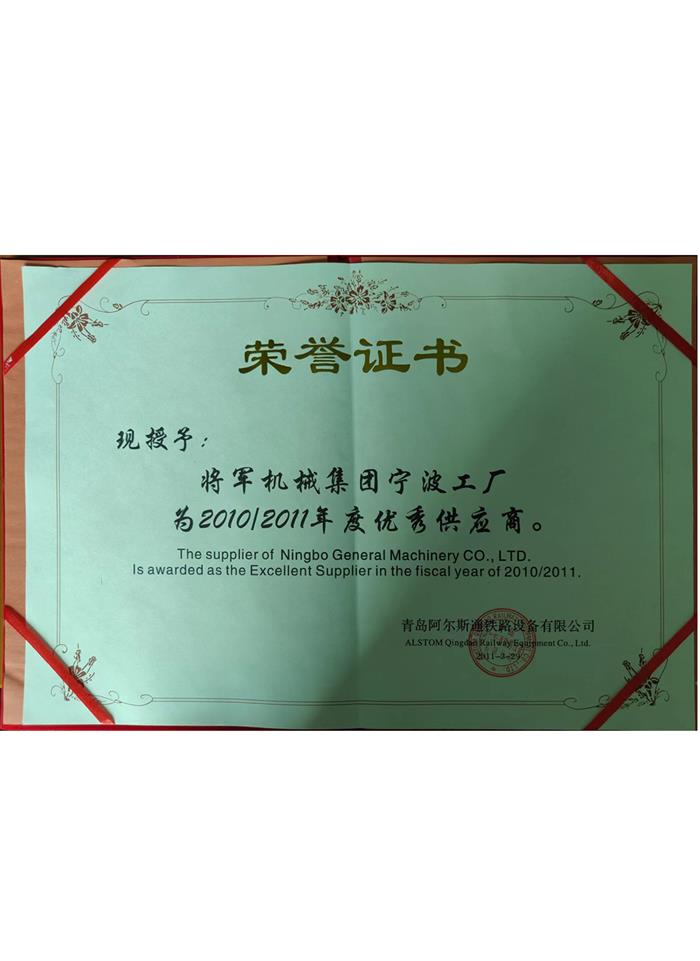 荣誉证书
现授予：
将军机械集团宁波工厂
为2010/2011年度优秀供应商。
The supplier of Ningbo General Machinery CO., LTD.
Is awarded as the Excellent Supplier in the fiscal year of 2010/2011.
青岛阿尔斯通铁路设备有限公司
ALSTOM Qingdao Railway Equipment Co., Ltd.
2011-3-29